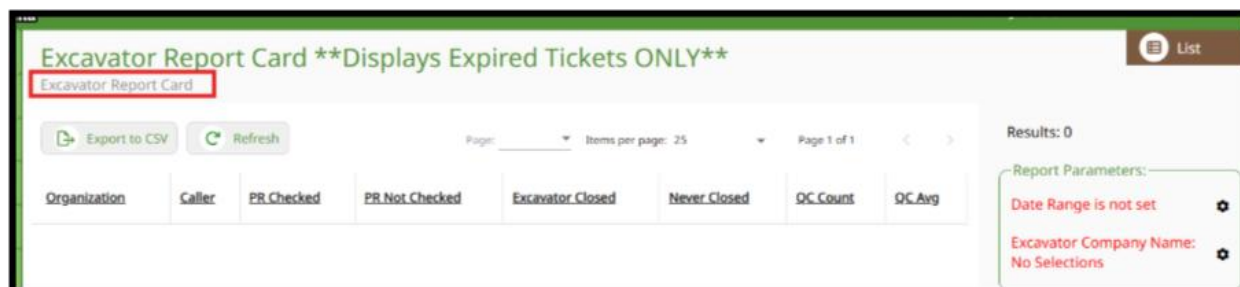 Excavator Report Card **Displays Expired Tickets ONLY**
List
Excavator Report Card
Export to CSV Refresh Page: Items per page: 25 Page 1 of 1
Results: 0
Report Parameters:
Organization Caller PR Checked PR Not Checked Excavator Closed Never Closed QC Count QC Avg
Date Range is not set
Excavator Company Name:
No Selections